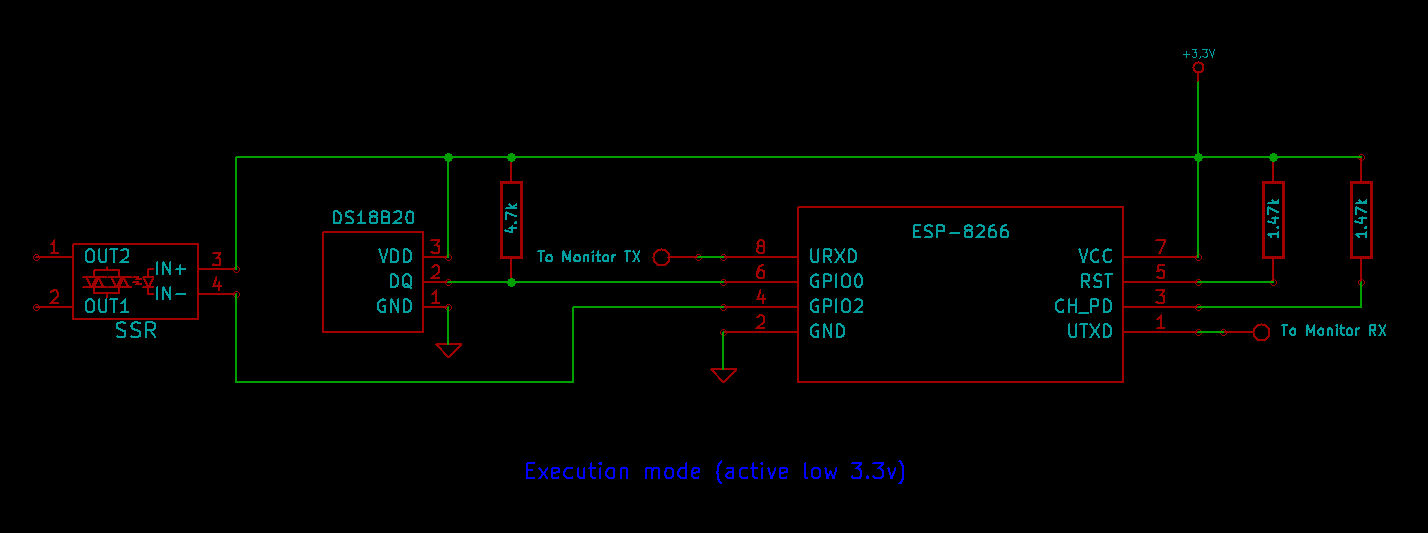 +3.3V
DS18B20
ESP-8266
4.7k
1.47k
1.47k
1
OUT2
IN+
3
2
OUT1
IN-
4
SSR
VDD
3
DQ
2
GND
1
To Monitor TX
8
URXD
6
GPIO0
4
GPIO2
2
GND
VCC
7
RST
5
CH_PD
3
UTXD
1
To Monitor RX
Execution mode (active low 3.3v)